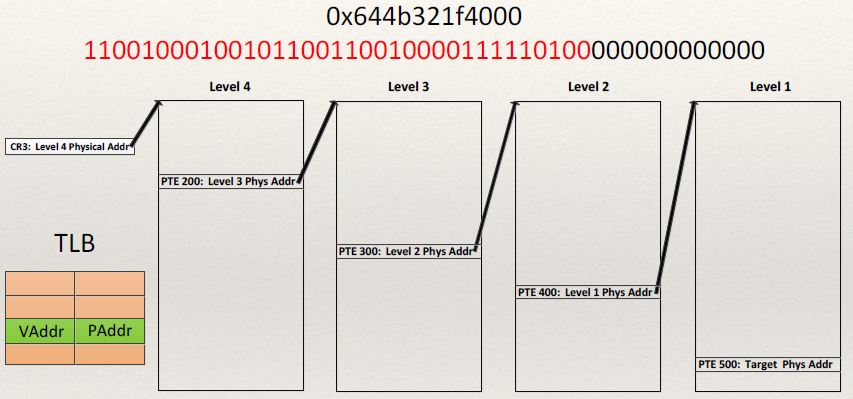 0x644b321f4000
11001000100101100110010000111110100000000000000
Level 4
Level 3
Level 2
Level 1
CR3: Level 4 Physical Addr
PTE 200: Level 3 Phys Addr
PTE 300: Level 2 Phys Addr
PTE 400: Level 1 Phys Addr
PTE 500: Target Phys Addr
TLB
VAddr
PAddr